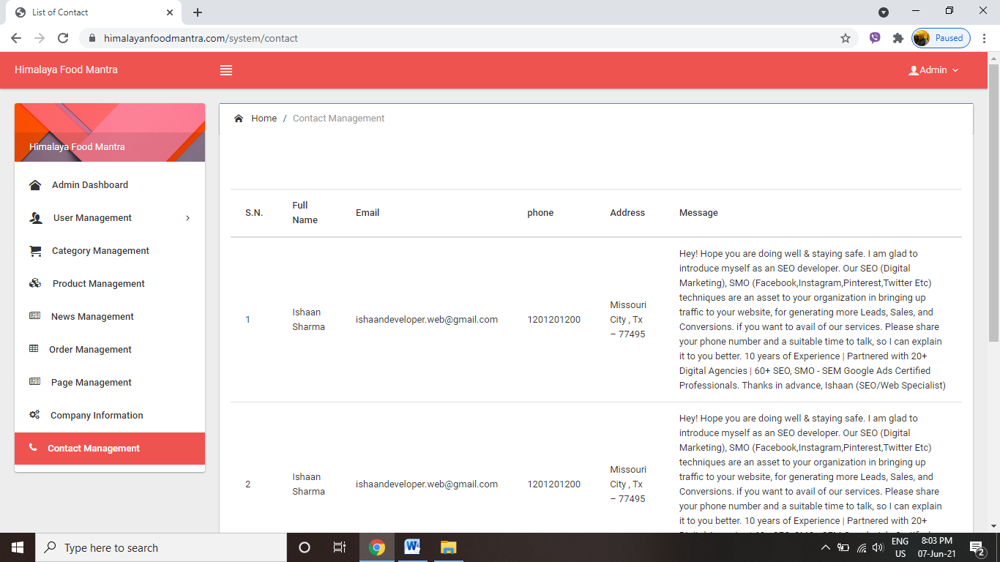 List of Contact
himalayanfoodmantra.com/system/contact
Paused
Himalaya Food Mantra
Admin
Himalaya Food Mantra
Admin Dashboard
User Management
Category Management
Product Management
News Management
Order Management
Page Management
Company Information
Contact Management
Home / Contact Management
S.N. Full Name Email phone Address Message
1
Ishaan
Sharma
ishaandeveloper.web@gmail.com
1201201200
Missouri
City , Tx
– 77495
Hey! Hope you are doing well & staying safe. I am glad to
introduce myself as an SEO developer. Our SEO (Digital
Marketing), SMO (Facebook,Instagram,Pinterest,Twitter Etc)
techniques are an asset to your organization in bringing up
traffic to your website, for generating more Leads, Sales, and
Conversions. if you want to avail of our services. Please share
your phone number and a suitable time to talk, so I can explain
it to you better. 10 years of Experience | Partnered with 20+
Digital Agencies | 60+ SEO, SMO - SEM Google Ads Certified
Professionals. Thanks in advance, Ishaan (SEO/Web Specialist)
2
Ishaan
Sharma
ishaandeveloper.web@gmail.com
1201201200
Missouri
City , Tx
– 77495
Hey! Hope you are doing well & staying safe. I am glad to
introduce myself as an SEO developer. Our SEO (Digital
Marketing), SMO (Facebook,Instagram,Pinterest,Twitter Etc)
techniques are an asset to your organization in bringing up
traffic to your website, for generating more Leads, Sales, and
Conversions. if you want to avail of our services. Please share
your phone number and a suitable time to talk, so I can explain
it to you better. 10 years of Experience | Partnered with 20+
Type here to search
ENG
US
8:03 PM
07-Jun-21
2